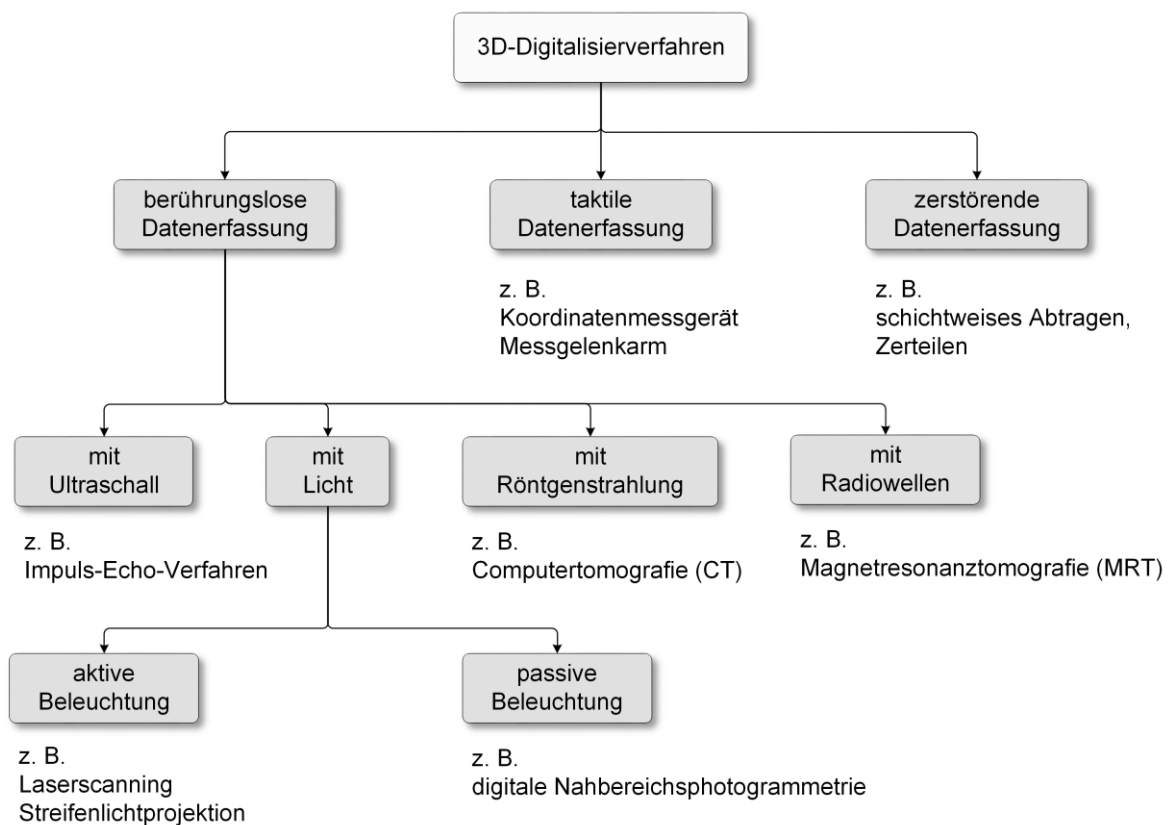 3D-Digitalisierverfahren
berührungslose
Datenerfassung
taktile
Datenerfassung
zerstörende
Datenerfassung
z. B.
Koordinatenmessgerät
Messgelenkarm
z. B.
schichtweises Abtragen,
Zerteilen
mit
Ultraschall
mit
Licht
mit
Röntgenstrahlung
mit
Radiowellen
z. B.
Impuls-Echo-Verfahren
z. B.
Computertomografie (CT)
z. B.
Magnetresonanztomografie (MRT)
aktive
Beleuchtung
passive
Beleuchtung
z. B.
Laserscanning
Streifenlichtprojektion
z. B.
digitale Nahbereichsphotogrammetrie